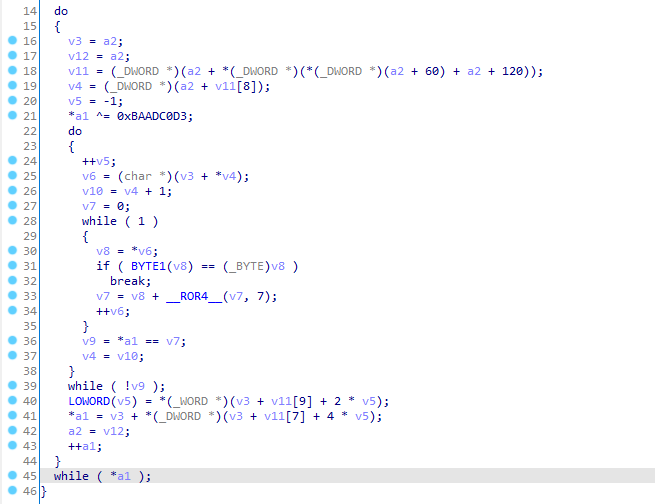 14 do
15 {
16 v3 = a2;
17 v12 = a2;
18 v11 = (_DWORD *)(a2 + *(_DWORD *)(*(_DWORD *)(a2 + 60) + a2 + 120));
19 v4 = (_DWORD *)(a2 + v11[8]);
20 v5 = -1;
21 *a1 ^= 0xBAADC0D3;
22 do
23 {
24 ++v5;
25 v6 = (char *)(v3 + *v4);
26 v10 = v4 + 1;
27 v7 = 0;
28 while ( 1 )
29 {
30 v8 = *v6;
31 if ( BYTE1(v8) == (_BYTE)v8 )
32 break;
33 v7 = v8 + __ROR4__(v7, 7);
34 ++v6;
35 }
36 v9 = *a1 == v7;
37 v4 = v10;
38 }
39 while ( !v9 );
40 LOWORD(v5) = *(_WORD *)(v3 + v11[9] + 2 * v5);
41 *a1 = v3 + *(_DWORD *)(v3 + v11[7] + 4 * v5);
42 a2 = v12;
43 ++a1;
44 }
45 while ( *a1 );
46 }